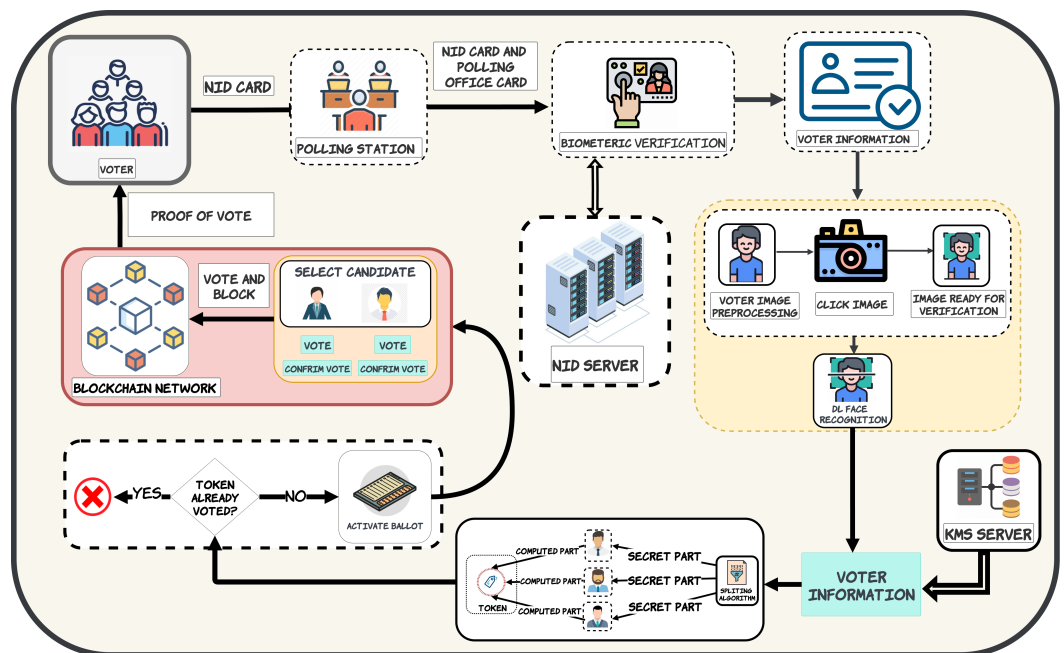 NID CARD
NID CARD AND
POLLING
OFFICE CARD
VOTER
POLLING STATION
BIOMETERIC VERIFICATION
VOTER INFORMATION
PROOF OF VOTE
VOTE AND
BLOCK
SELECT CANDIDATE
VOTE
VOTE
CONFRIM VOTE
CONFRIM VOTE
BLOCKCHAIN NETWORK
NID SERVER
VOTER IMAGE
PREPROCESSING
CLICK IMAGE
IMAGE READY FOR
VERIFICATION
DL FACE
RECOGNITION
YES
TOKEN
ALREADY
VOTED?
NO
ACTIVATE BALLOT
KMS SERVER
COMPUTED PART
SECRET PART
COMPUTED PART
SECRET PART
COMPUTED PART
SECRET PART
TOKEN
SPLITING
ALGORITHM
VOTER
INFORMATION